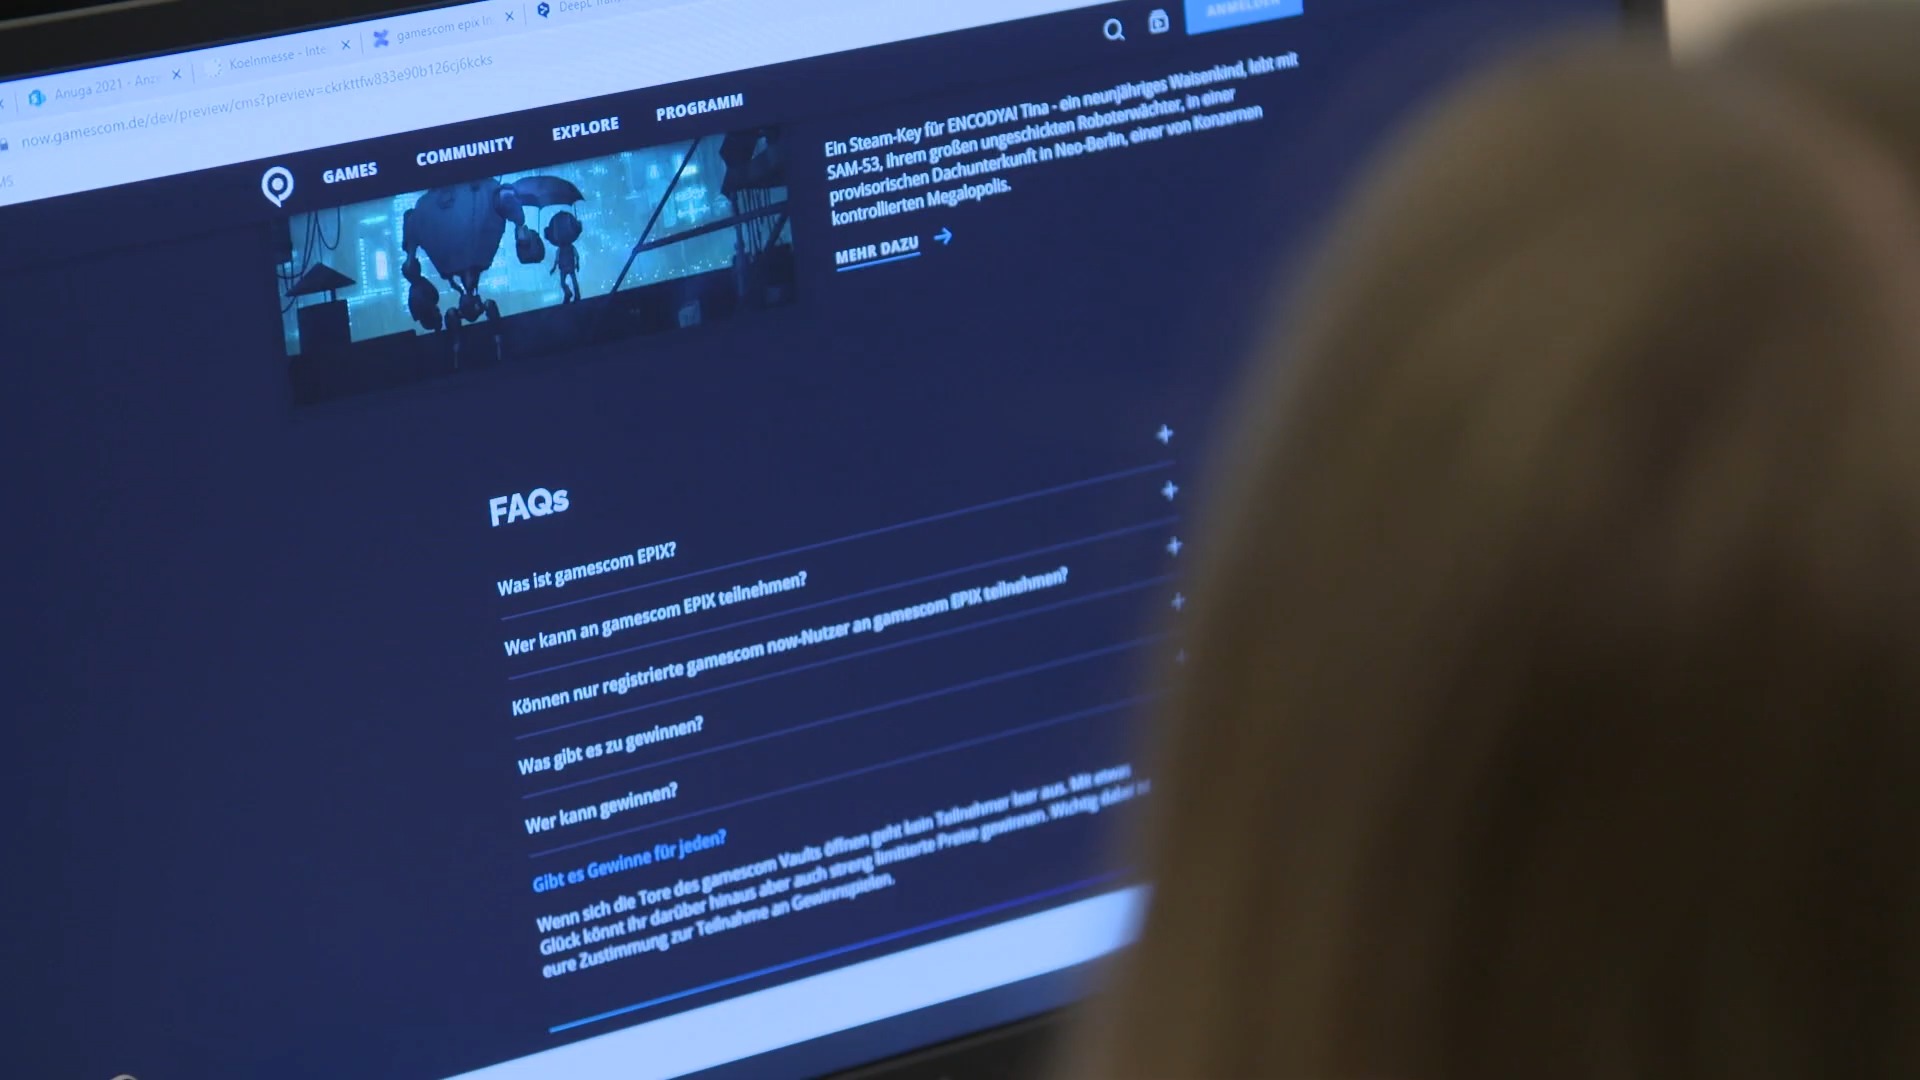 Anuga 2021 - Anz
Koelnmesse - Inte
gamescom epix In
DeepL
now.gamescom.de/dev/preview/cms?preview=ckrkttfw833e90b126cj6kcks
GAMES
COMMUNITY
EXPLORE
PROGRAMM
ANMELDEN
Ein Steam-Key für ENCODYA! Tina - ein neunjähriges Waisenkind, lebt mit
SAM-53, ihrem großen ungeschickten Roboterwächter, in einer
provisorischen Dachunterkunft in Neo-Berlin, einer von Konzernen
kontrollierten Megalopolis.
MEHR DAZU
FAQs
Was ist gamescom EPIX?
Wer kann an gamescom EPIX teilnehmen?
Können nur registrierte gamescom now-Nutzer an gamescom EPIX teilnehmen?
Was gibt es zu gewinnen?
Wer kann gewinnen?
Gibt es Gewinne für jeden?
Wenn sich die Tore des gamescom Vaults öffnen geht kein Teilnehmer leer aus. Mit etwas
Glück könnt ihr darüber hinaus aber auch streng limitierte Preise gewinnen. Wichtig dabei
eure Zustimmung zur Teilnahme an Gewinnspielen.